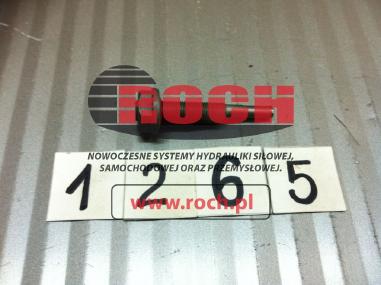 ROCH
NOWOCZESNE SYSTEMY HYDRAULIKI SIŁOWEJ,
SAMOCHODOWEJ ORAZ PRZEMYSŁOWEJ.
1 2 6 5
www.roch.pl